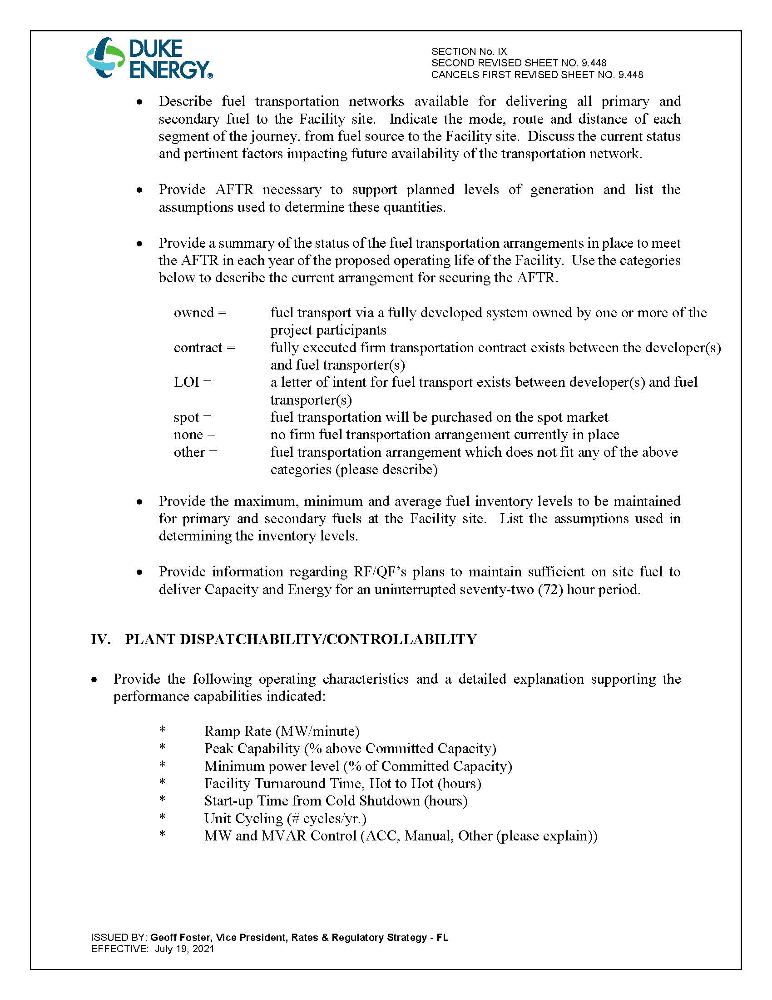 DUKE
ENERGY®
SECTION No. IX
SECOND REVISED SHEET NO. 9.448
CANCELS FIRST REVISED SHEET NO. 9.448
• Describe fuel transportation networks available for delivering all primary and
secondary fuel to the Facility site. Indicate the mode, route and distance of each
segment of the journey, from fuel source to the Facility site. Discuss the current status
and pertinent factors impacting future availability of the transportation network.
• Provide AFTR necessary to support planned levels of generation and list the
assumptions used to determine these quantities.
• Provide a summary of the status of the fuel transportation arrangements in place to meet
the AFTR in each year of the proposed operating life of the Facility. Use the categories
below to describe the current arrangement for securing the AFTR.
owned = fuel transport via a fully developed system owned by one or more of the
project participants
contract = fully executed firm transportation contract exists between the developer(s)
and fuel transporter(s)
LOI = a letter of intent for fuel transport exists between developer(s) and fuel
transporter(s)
spot = fuel transportation will be purchased on the spot market
none = no firm fuel transportation arrangement currently in place
other = fuel transportation arrangement which does not fit any of the above
categories (please describe)
• Provide the maximum, minimum and average fuel inventory levels to be maintained
for primary and secondary fuels at the Facility site. List the assumptions used in
determining the inventory levels.
• Provide information regarding RF/QF’s plans to maintain sufficient on site fuel to
deliver Capacity and Energy for an uninterrupted seventy-two (72) hour period.
IV. PLANT DISPATCHABILITY/CONTROLLABILITY
• Provide the following operating characteristics and a detailed explanation supporting the
performance capabilities indicated:
* Ramp Rate (MW/minute)
* Peak Capability (% above Committed Capacity)
* Minimum power level (% of Committed Capacity)
* Facility Turnaround Time, Hot to Hot (hours)
* Start-up Time from Cold Shutdown (hours)
* Unit Cycling (# cycles/yr.)
* MW and MVAR Control (ACC, Manual, Other (please explain))
ISSUED BY: Geoff Foster, Vice President, Rates & Regulatory Strategy - FL
EFFECTIVE: July 19, 2021